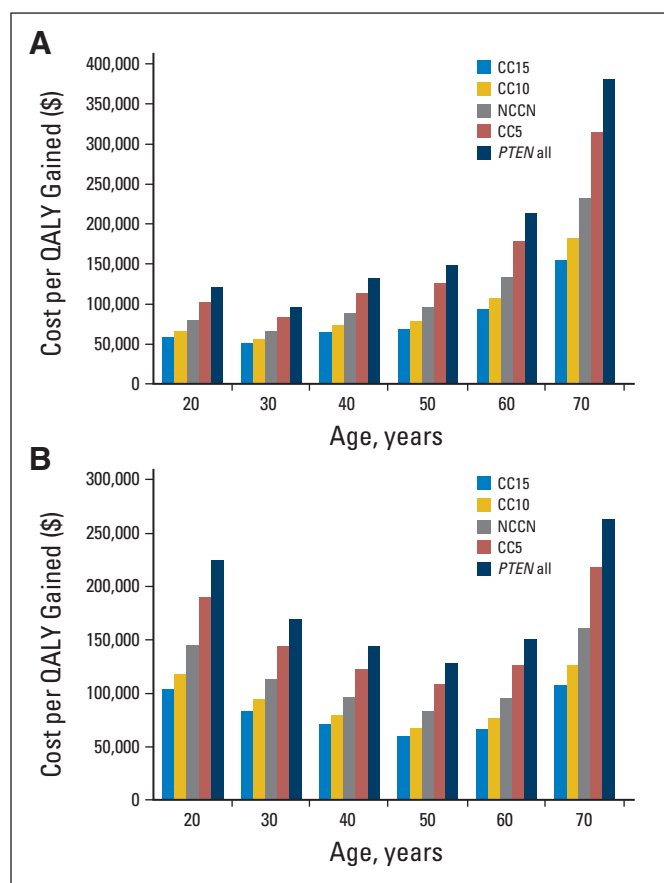 A
400,000
350,000
300,000
250,000
200,000
150,000
100,000
50,000
0
Cost per QALY Gained ($)
CC15
CC10
NCCN
CC5
PTEN all
20 30 40 50 60 70
Age, years
B
300,000
250,000
200,000
150,000
100,000
50,000
0
Cost per QALY Gained ($)
CC15
CC10
NCCN
CC5
PTEN all
20 30 40 50 60 70
Age, years